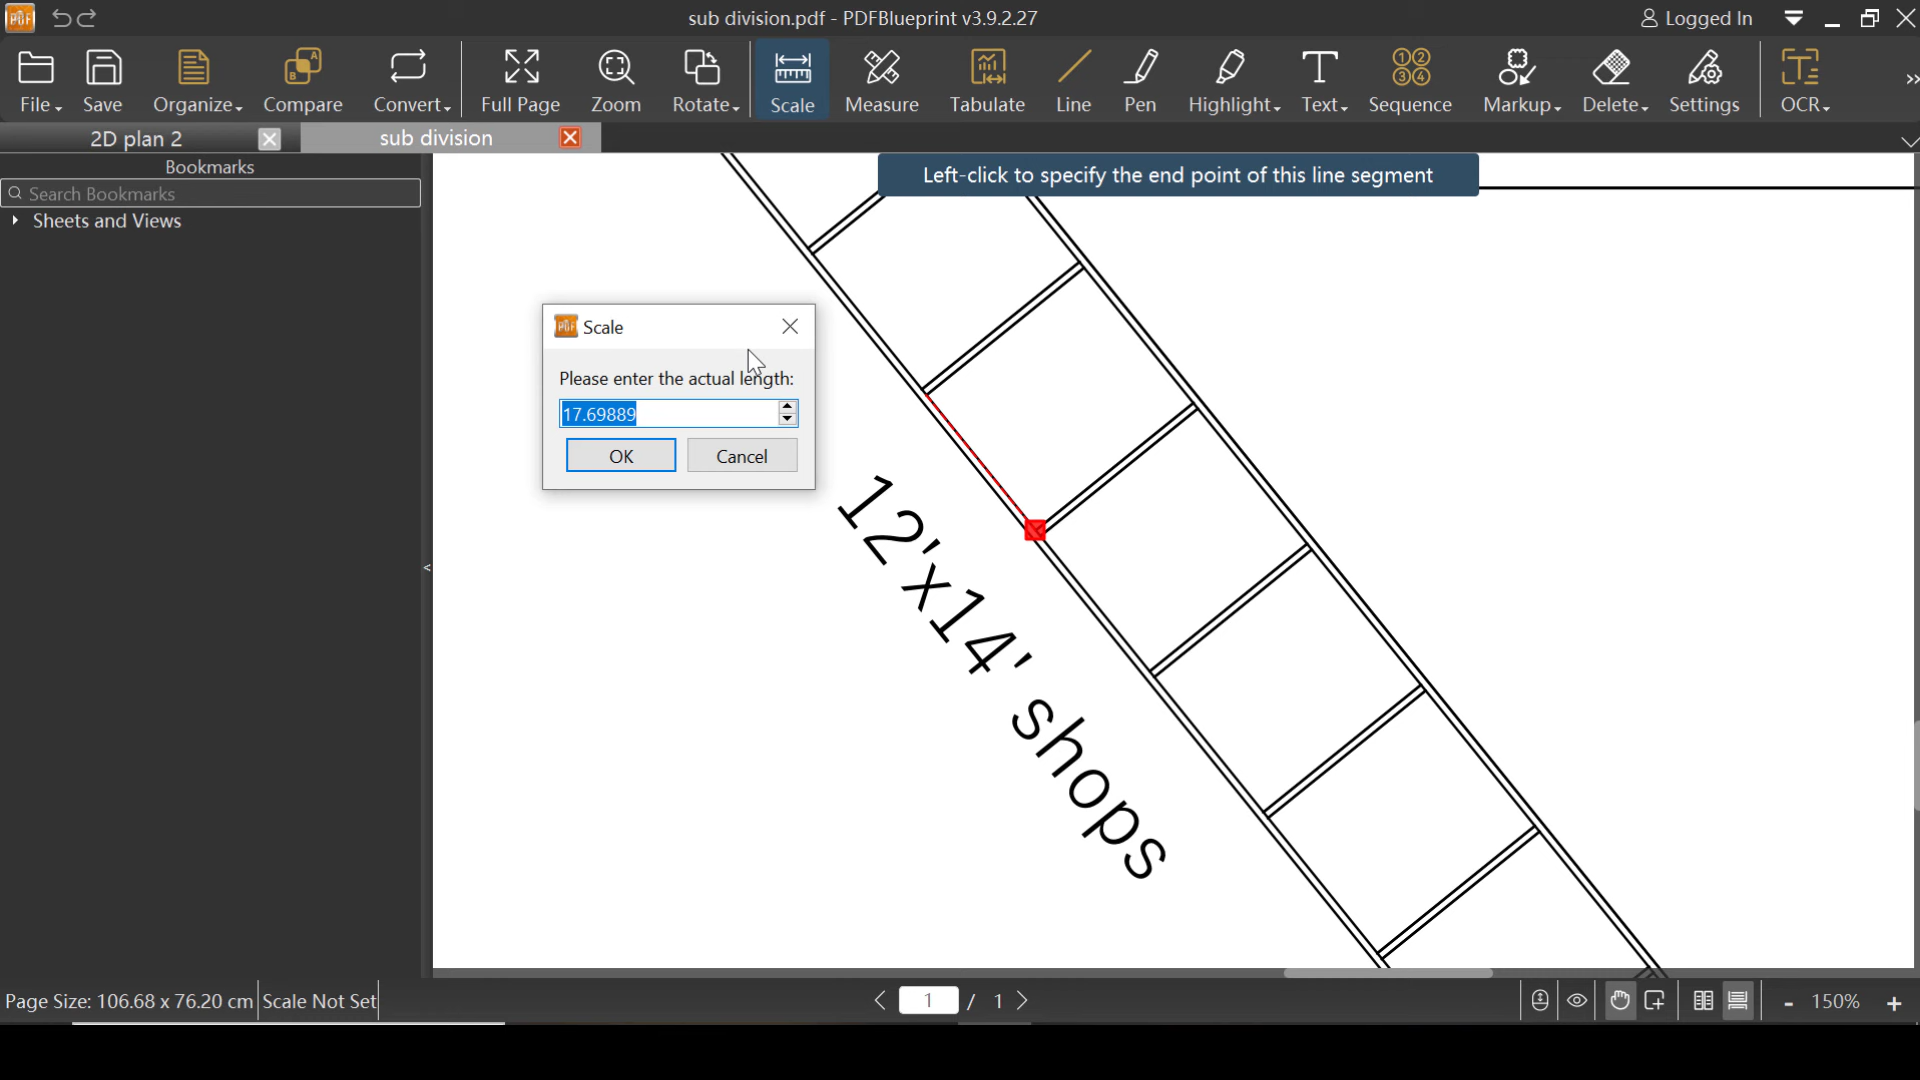 sub division.pdf - PDFBlueprint v3.9.2.27
Logged In
File Save Organize Compare Convert Full Page Zoom Rotate Scale Measure Tabulate Line Pen Highlight Text Sequence Markup Delete Settings OCR
2D plan 2
sub division
Bookmarks
Search Bookmarks
Sheets and Views
Left-click to specify the end point of this line segment
Scale
Please enter the actual length:
17.69889
OK Cancel
12'x14' shops
Page Size: 106.68 x 76.20 cm Scale Not Set
1 / 1
- 150% +